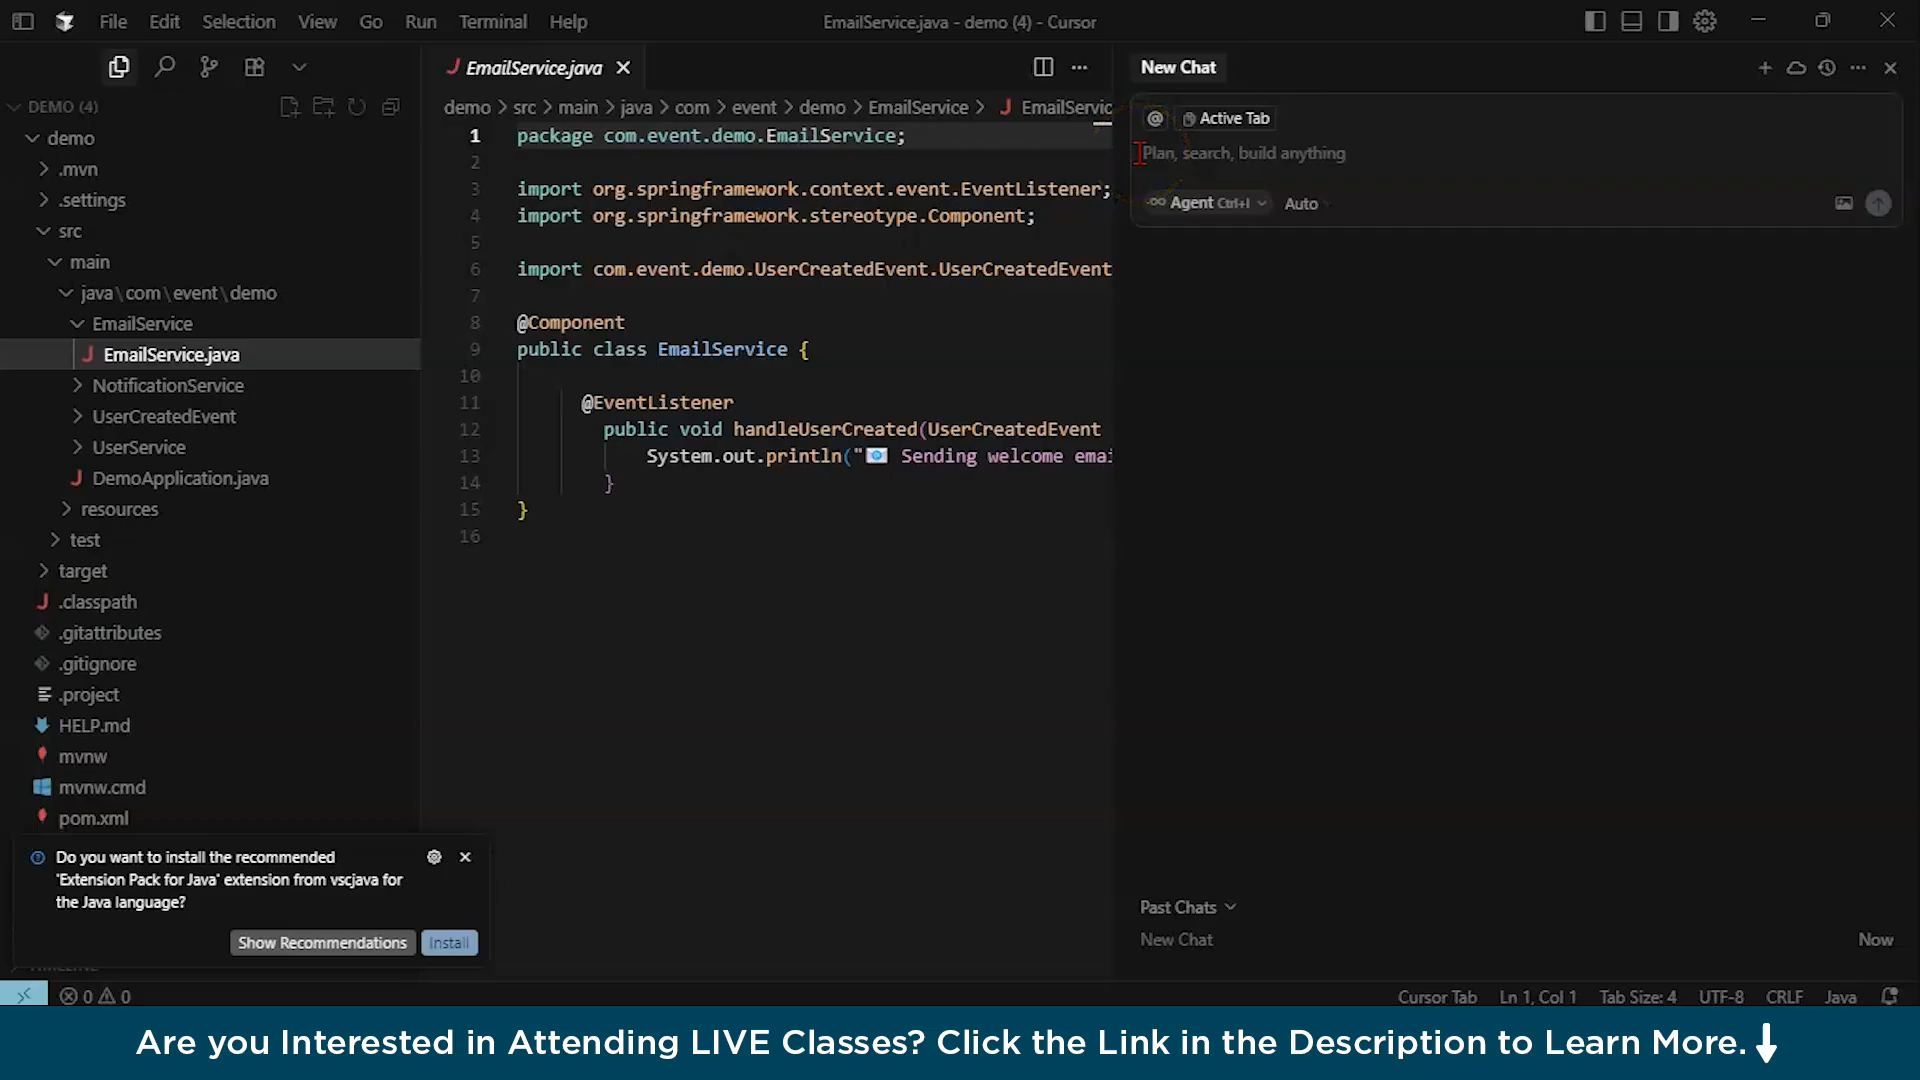 File Edit Selection View Go Run Terminal Help
EmailService.java - demo (4) - Cursor
DEMO (4)
demo
.mvn
.settings
src
main
java\com\event\demo
EmailService
EmailService.java
NotificationService
UserCreatedEvent
UserService
DemoApplication.java
resources
test
target
.classpath
.gitattributes
.gitignore
.project
HELP.md
mvnw
mvnw.cmd
pom.xml
Do you want to install the recommended
'Extension Pack for Java' extension from vscjava for
the Java language?
Show Recommendations Install
EmailService.java
demo > src > main > java > com > event > demo > EmailService > EmailServic
1 package com.event.demo.EmailService;
2
3 import org.springframework.context.event.EventListener;
4 import org.springframework.stereotype.Component;
5
6 import com.event.demo.UserCreatedEvent.UserCreatedEvent
7
8 @Component
9 public class EmailService {
10
11 @EventListener
12 public void handleUserCreated(UserCreatedEvent
13 System.out.println("📧 Sending welcome emai
14 }
15 }
16
New Chat
@ Active Tab
Plan, search, build anything
Agent Ctrl+I Auto
Past Chats
New Chat Now
0 0
Cursor Tab Ln 1, Col 1 Tab Size: 4 UTF-8 CRLF Java
Are you Interested in Attending LIVE Classes? Click the Link in the Description to Learn More.